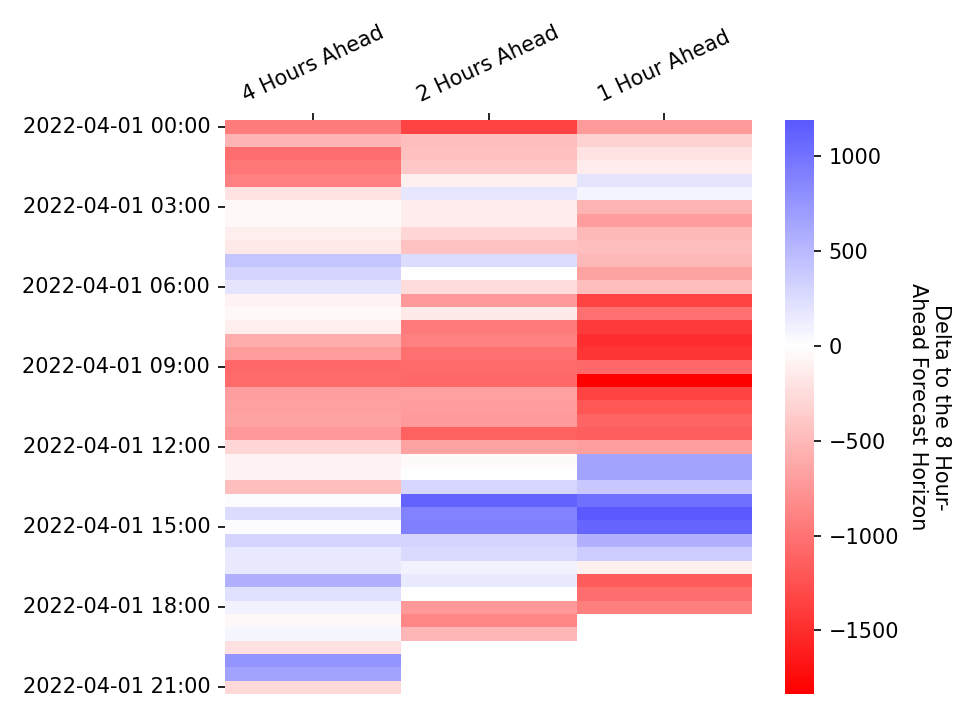 4 Hours Ahead
2 Hours Ahead
1 Hour Ahead
2022-04-01 00:00
2022-04-01 03:00
2022-04-01 06:00
2022-04-01 09:00
2022-04-01 12:00
2022-04-01 15:00
2022-04-01 18:00
2022-04-01 21:00
1000
500
0
−500
−1000
−1500
Delta to the 8 Hour-
Ahead Forecast Horizon